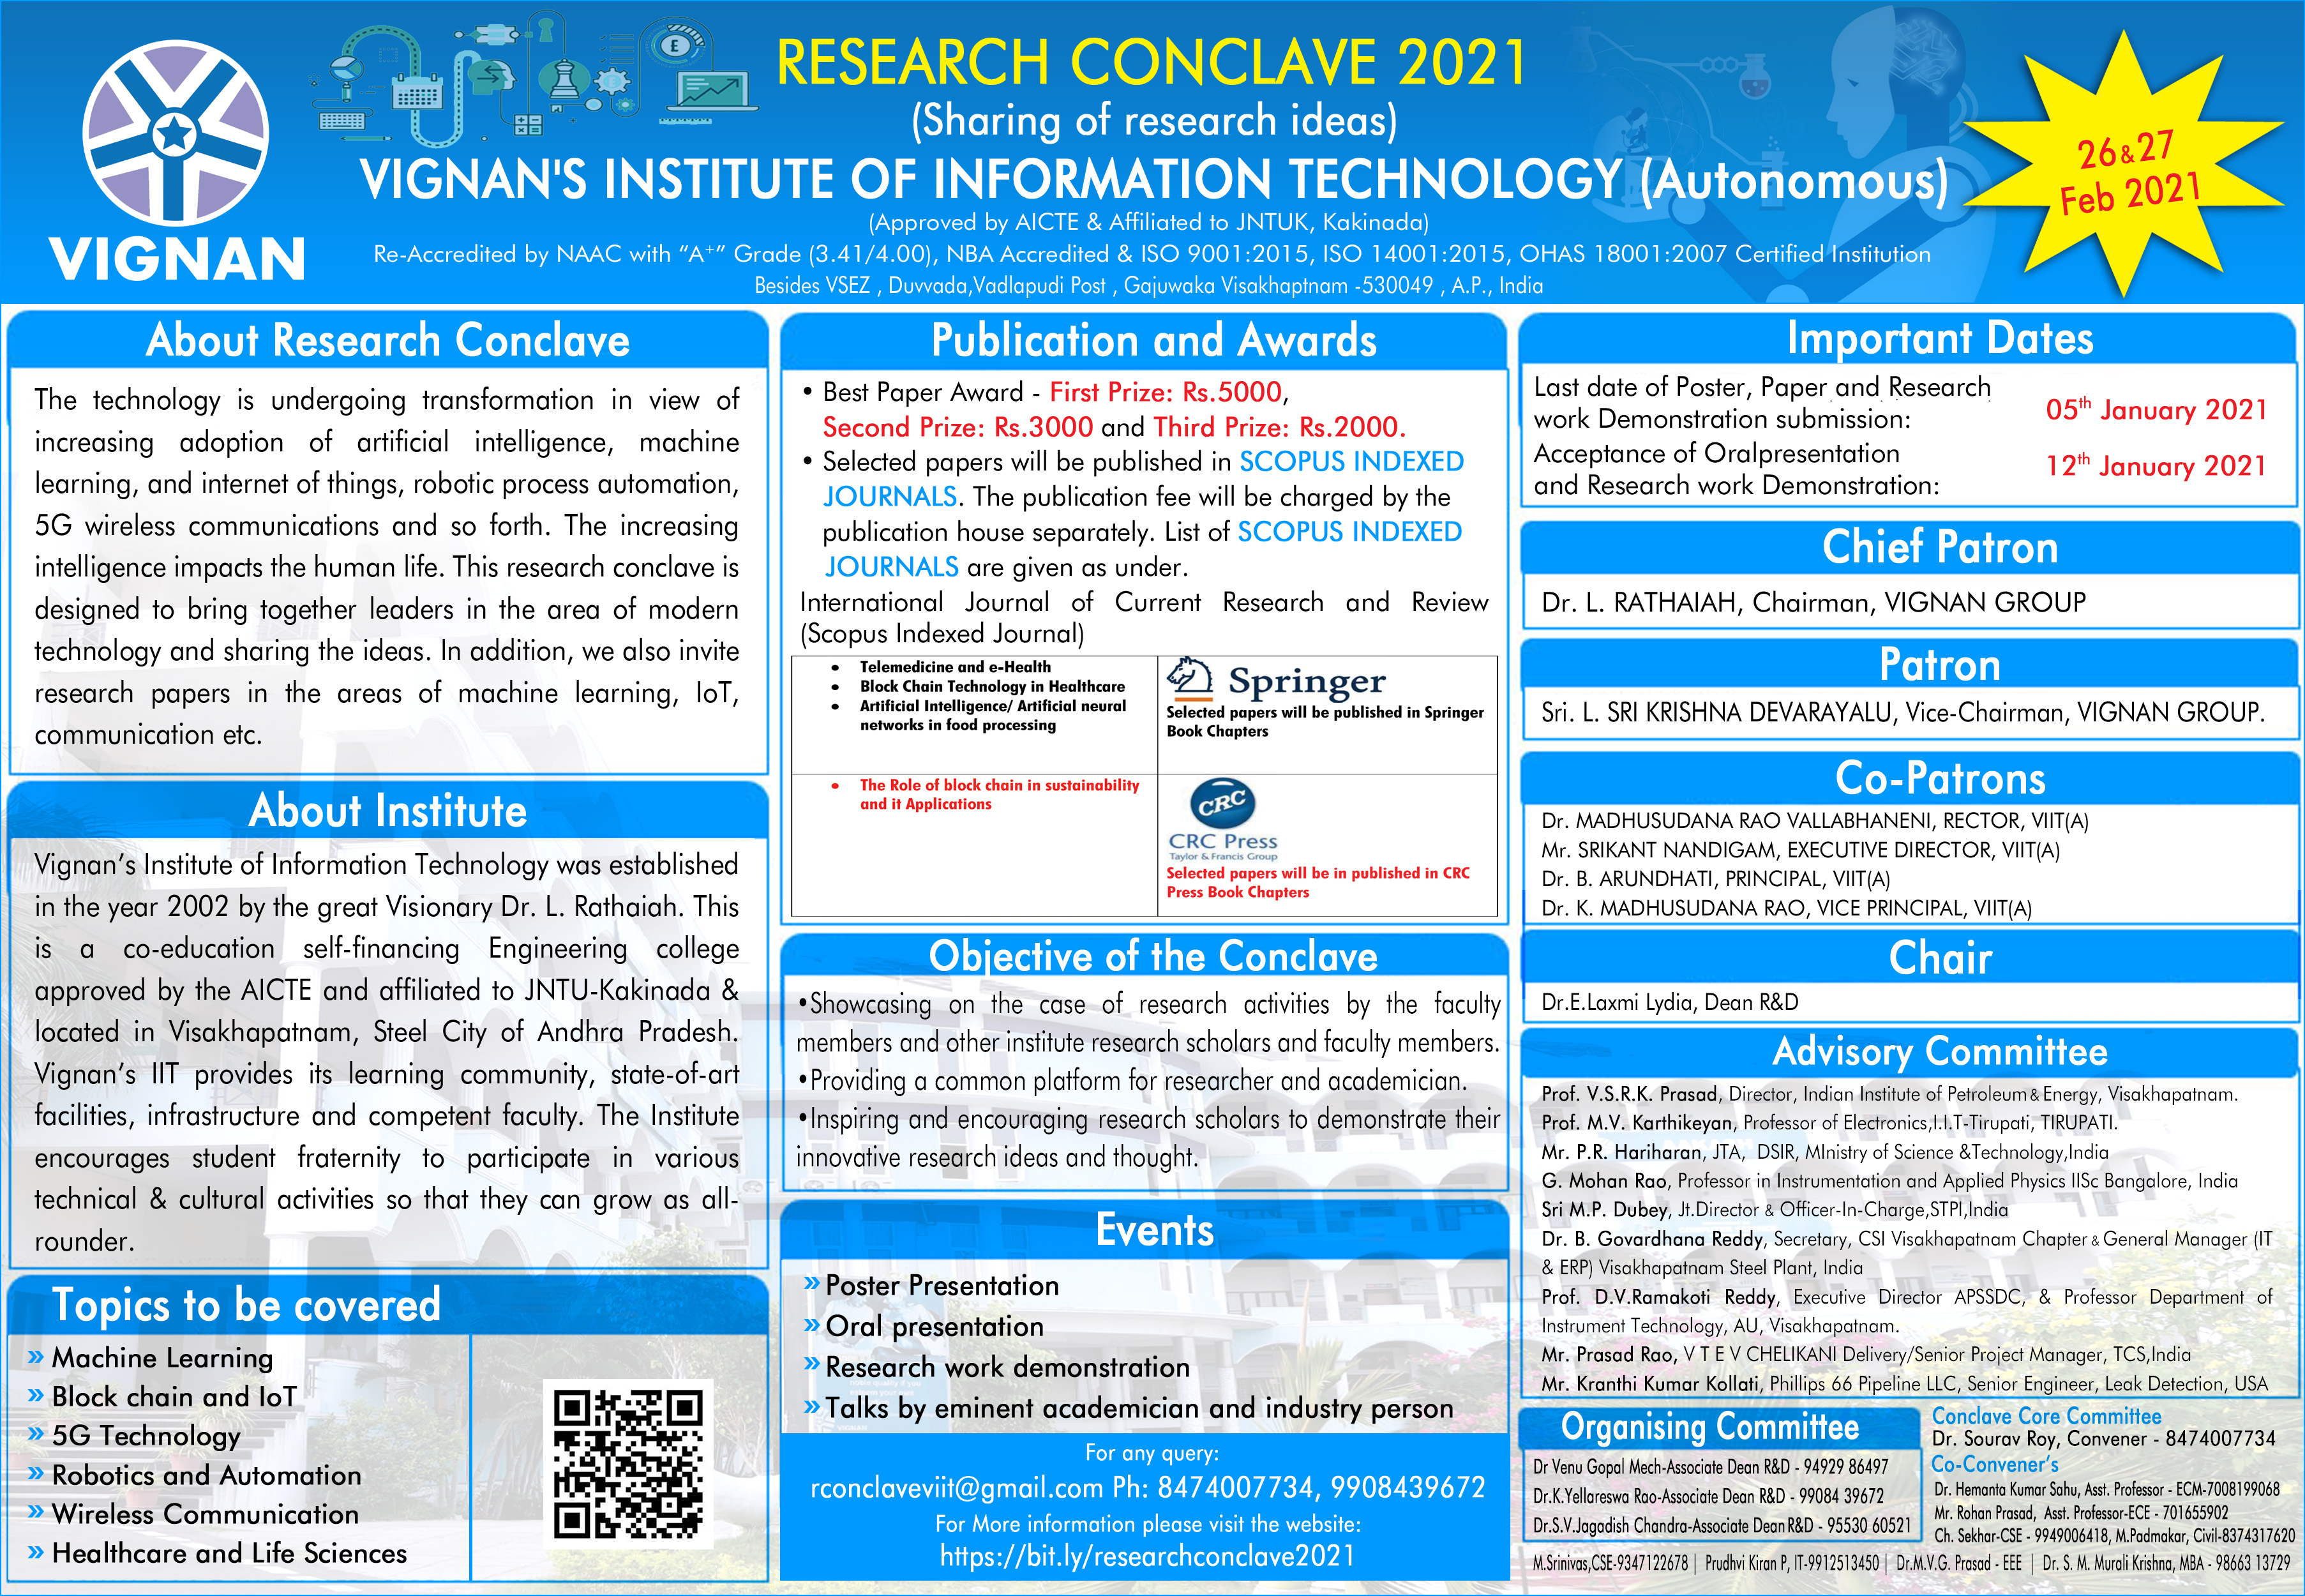 VIGNAN
RESEARCH CONCLAVE 2021
(Sharing of research ideas)
VIGNAN'S INSTITUTE OF INFORMATION TECHNOLOGY (Autonomous)
(Approved by AICTE & Affiliated to JNTUK, Kakinada)
Re-Accredited by NAAC with “A+” Grade (3.41/4.00), NBA Accredited & ISO 9001:2015, ISO 14001:2015, OHAS 18001:2007 Certified Institution
Besides VSEZ , Duvvada,Vadlapudi Post , Gajuwaka Visakhaptnam -530049 , A.P., India
26&27
Feb 2021
About Research Conclave
The technology is undergoing transformation in view of
increasing adoption of artificial intelligence, machine
learning, and internet of things, robotic process automation,
5G wireless communications and so forth. The increasing
intelligence impacts the human life. This research conclave is
designed to bring together leaders in the area of modern
technology and sharing the ideas. In addition, we also invite
research papers in the areas of machine learning, IoT,
communication etc.
About Institute
Vignan’s Institute of Information Technology was established
in the year 2002 by the great Visionary Dr. L. Rathaiah. This
is a co-education self-financing Engineering college
approved by the AICTE and affiliated to JNTU-Kakinada &
located in Visakhapatnam, Steel City of Andhra Pradesh.
Vignan’s IIT provides its learning community, state-of-art
facilities, infrastructure and competent faculty. The Institute
encourages student fraternity to participate in various
technical & cultural activities so that they can grow as all-
rounder.
Topics to be covered
» Machine Learning
» Block chain and IoT
» 5G Technology
» Robotics and Automation
» Wireless Communication
» Healthcare and Life Sciences
Publication and Awards
• Best Paper Award - First Prize: Rs.5000,
Second Prize: Rs.3000 and Third Prize: Rs.2000.
• Selected papers will be published in SCOPUS INDEXED
JOURNALS. The publication fee will be charged by the
publication house separately. List of SCOPUS INDEXED
JOURNALS are given as under.
International Journal of Current Research and Review
(Scopus Indexed Journal)
• Telemedicine and e-Health
• Block Chain Technology in Healthcare
• Artificial Intelligence/ Artificial neural
networks in food processing
Springer
Selected papers will be published in Springer
Book Chapters
• The Role of block chain in sustainability
and it Applications
CRC
CRC Press
Taylor & Francis Group
Selected papers will be in published in CRC
Press Book Chapters
Objective of the Conclave
•Showcasing on the case of research activities by the faculty
members and other institute research scholars and faculty members.
•Providing a common platform for researcher and academician.
•Inspiring and encouraging research scholars to demonstrate their
innovative research ideas and thought.
Events
» Poster Presentation
» Oral presentation
» Research work demonstration
» Talks by eminent academician and industry person
For any query:
rconclaveviit@gmail.com Ph: 8474007734, 9908439672
For More information please visit the website:
https://bit.ly/researchconclave2021
Important Dates
Last date of Poster, Paper and Research
work Demonstration submission:
05th January 2021
Acceptance of Oralpresentation
and Research work Demonstration:
12th January 2021
Chief Patron
Dr. L. RATHAIAH, Chairman, VIGNAN GROUP
Patron
Sri. L. SRI KRISHNA DEVARAYALU, Vice-Chairman, VIGNAN GROUP.
Co-Patrons
Dr. MADHUSUDANA RAO VALLABHANENI, RECTOR, VIIT(A)
Mr. SRIKANT NANDIGAM, EXECUTIVE DIRECTOR, VIIT(A)
Dr. B. ARUNDHATI, PRINCIPAL, VIIT(A)
Dr. K. MADHUSUDANA RAO, VICE PRINCIPAL, VIIT(A)
Chair
Dr.E.Laxmi Lydia, Dean R&D
Advisory Committee
Prof. V.S.R.K. Prasad, Director, Indian Institute of Petroleum & Energy, Visakhapatnam.
Prof. M.V. Karthikeyan, Professor of Electronics,I.I.T-Tirupati, TIRUPATI.
Mr. P.R. Hariharan, JTA, DSIR, MInistry of Science &Technology,India
G. Mohan Rao, Professor in Instrumentation and Applied Physics IISc Bangalore, India
Sri M.P. Dubey, Jt.Director & Officer-In-Charge,STPI,India
Dr. B. Govardhana Reddy, Secretary, CSI Visakhapatnam Chapter & General Manager (IT
& ERP) Visakhapatnam Steel Plant, India
Prof. D.V.Ramakoti Reddy, Executive Director APSSDC, & Professor Department of
Instrument Technology, AU, Visakhapatnam.
Mr. Prasad Rao, V T E V CHELIKANI Delivery/Senior Project Manager, TCS,India
Mr. Kranthi Kumar Kollati, Phillips 66 Pipeline LLC, Senior Engineer, Leak Detection, USA
Organising Committee
Dr Venu Gopal Mech-Associate Dean R&D - 94929 86497
Dr.K.Yellareswa Rao-Associate Dean R&D - 99084 39672
Dr.S.V.Jagadish Chandra-Associate Dean R&D - 95530 60521
Conclave Core Committee
Dr. Sourav Roy, Convener - 8474007734
Co-Convener’s
Dr. Hemanta Kumar Sahu, Asst. Professor - ECM-7008199068
Mr. Rohan Prasad, Asst. Professor-ECE - 701655902
Ch. Sekhar-CSE - 9949006418, M.Padmakar, Civil-8374317620
M.Srinivas,CSE-9347122678 | Prudhvi Kiran P, IT-9912513450 | Dr.M.V.G. Prasad - EEE | Dr. S. M. Murali Krishna, MBA - 98663 13729